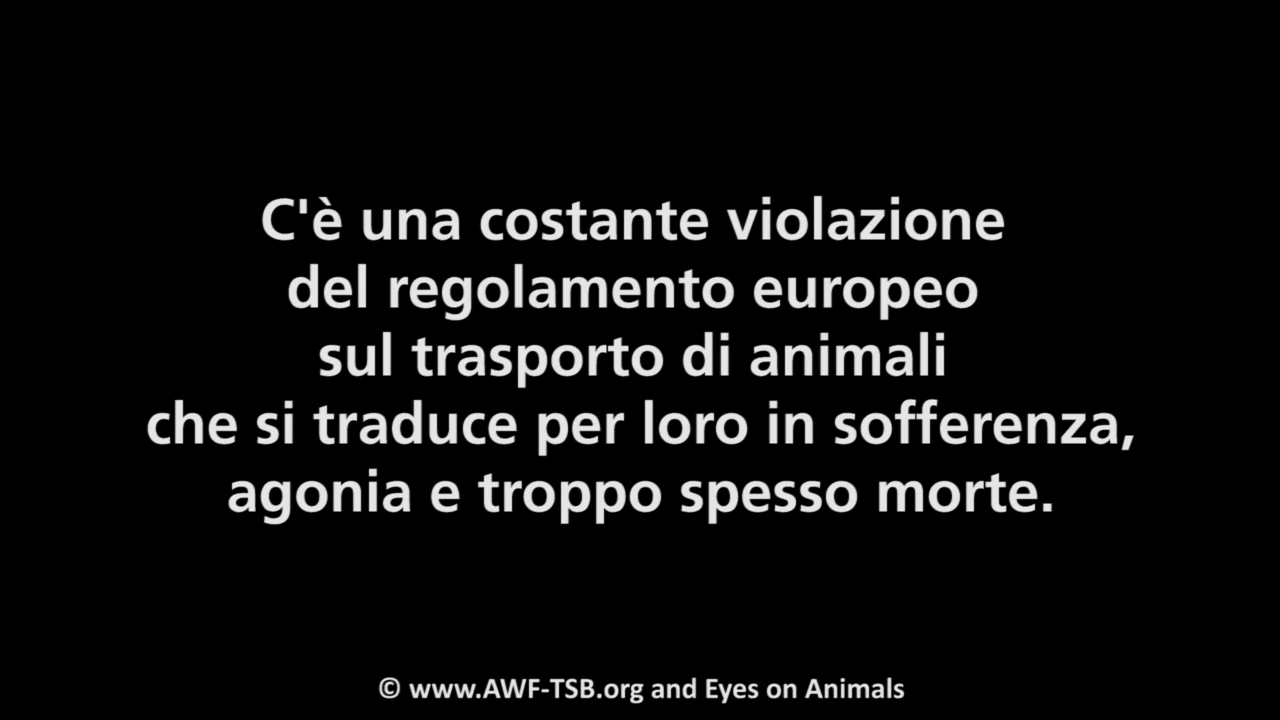 C'è una costante violazione
del regolamento europeo
sul trasporto di animali
che si traduce per loro in sofferenza,
agonia e troppo spesso morte.
© www.AWF-TSB.org and Eyes on Animals